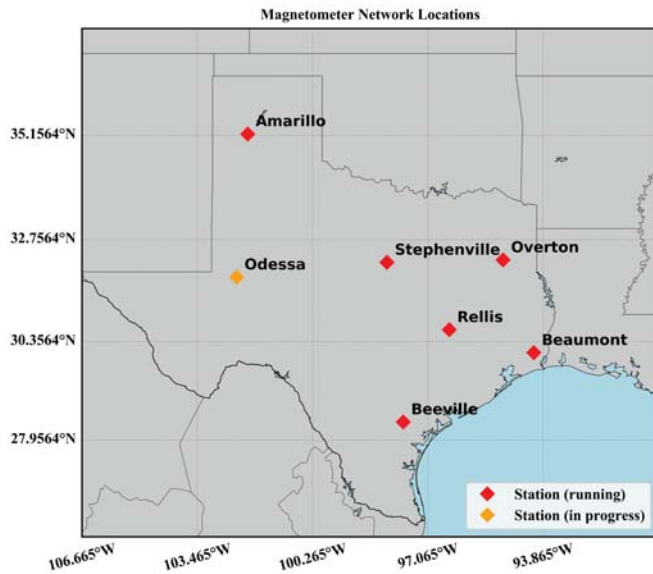 Magnetometer Network Locations
Amarillo
35.1564°N
32.7564°N
Stephenville
Overton
Odessa
Rellis
30.3564°N
Beaumont
Beeville
27.9564°N
Station (running)
Station (in progress)
106.665°W
103.465°W
100.265°W
97.065°W
93.865°W